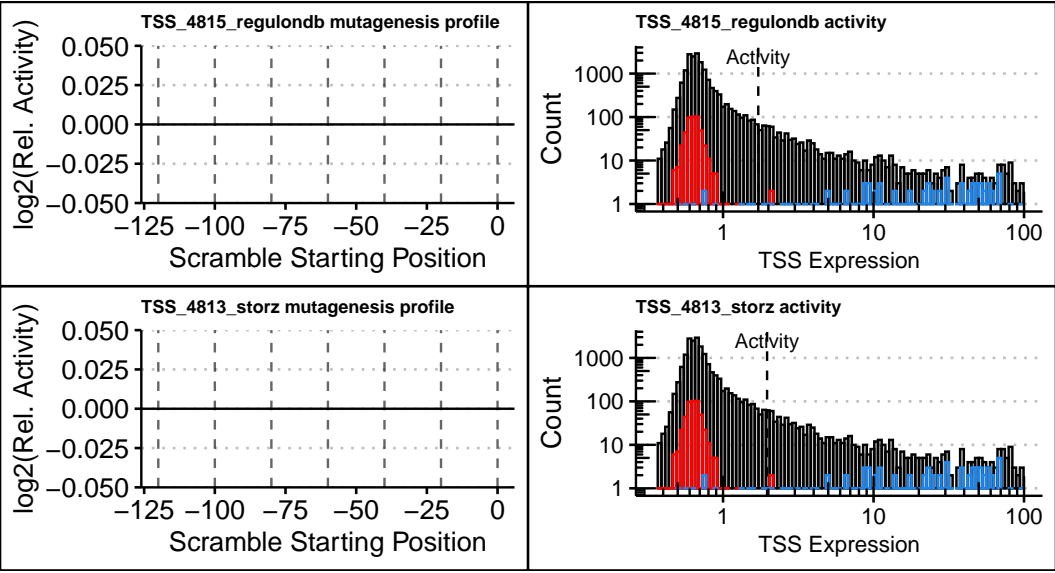 TSS_4815_regulondb mutagenesis profile
log2(Rel. Activity)
0.050
0.025
0.000
−0.025
−0.050
−125 −100 −75 −50 −25 0
Scramble Starting Position
TSS_4815_regulondb activity
Activity
Count
1000
100
10
1
1 10 100
TSS Expression
TSS_4813_storz mutagenesis profile
log2(Rel. Activity)
0.050
0.025
0.000
−0.025
−0.050
−125 −100 −75 −50 −25 0
Scramble Starting Position
TSS_4813_storz activity
Activity
Count
1000
100
10
1
1 10 100
TSS Expression